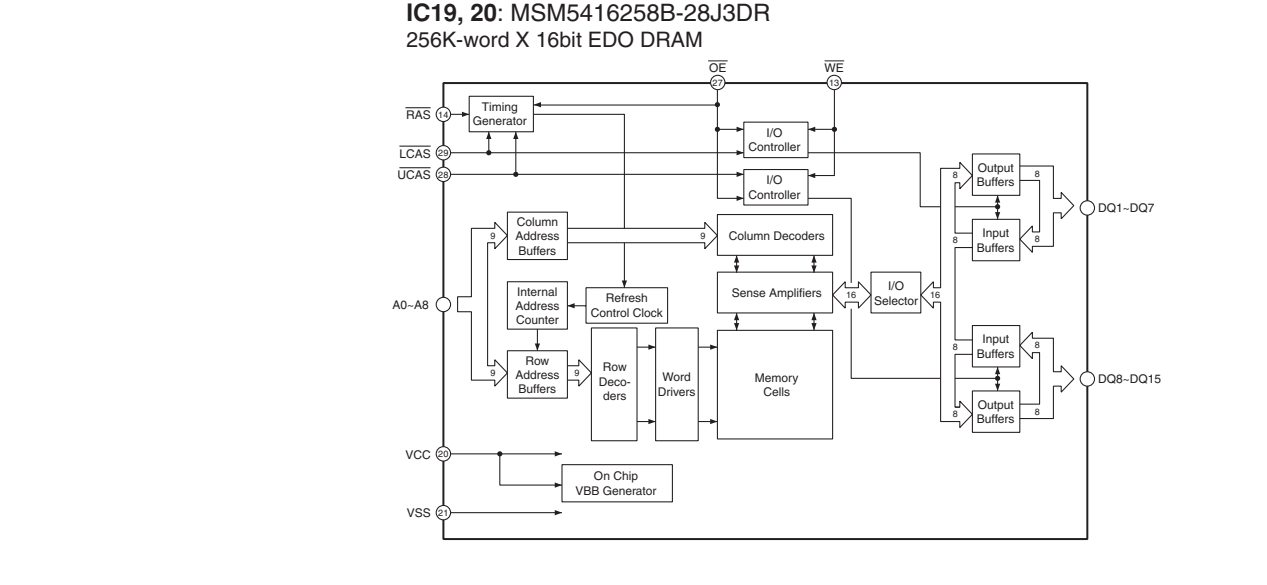 IC19, 20: MSM5416258B-28J3DR
256K-word X 16bit EDO DRAM
OE
WE
27
13
RAS
14
Timing
Generator
I/O
Controller
LCAS
29
UCAS
28
I/O
Controller
Output
Buffers
8
8
DQ1~DQ7
Column
Address
Buffers
9
9
Column Decoders
Input
Buffers
8
8
A0~A8
Internal
Address
Counter
Refresh
Control Clock
Sense Amplifiers
16
I/O
Selector
16
Row
Address
Buffers
9
9
Row
Deco-
ders
Word
Drivers
Memory
Cells
Input
Buffers
8
8
DQ8~DQ15
Output
Buffers
8
8
VCC
20
On Chip
VBB Generator
VSS
21